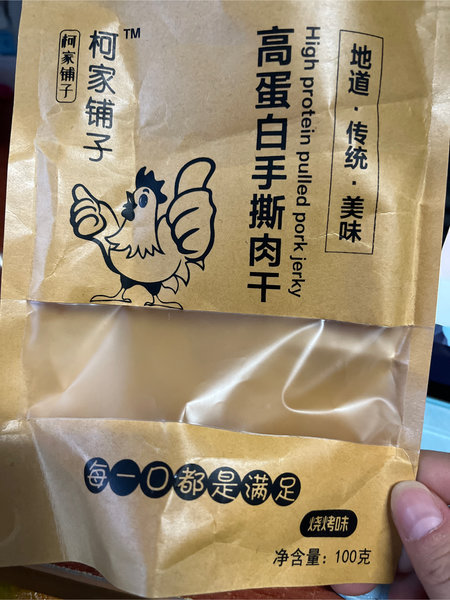 柯家铺子
柯家铺子™
High protein pulled pork jerky
高蛋白手撕肉干
地道·传统·美味
每一口都是满足
烧烤味
净含量：100克